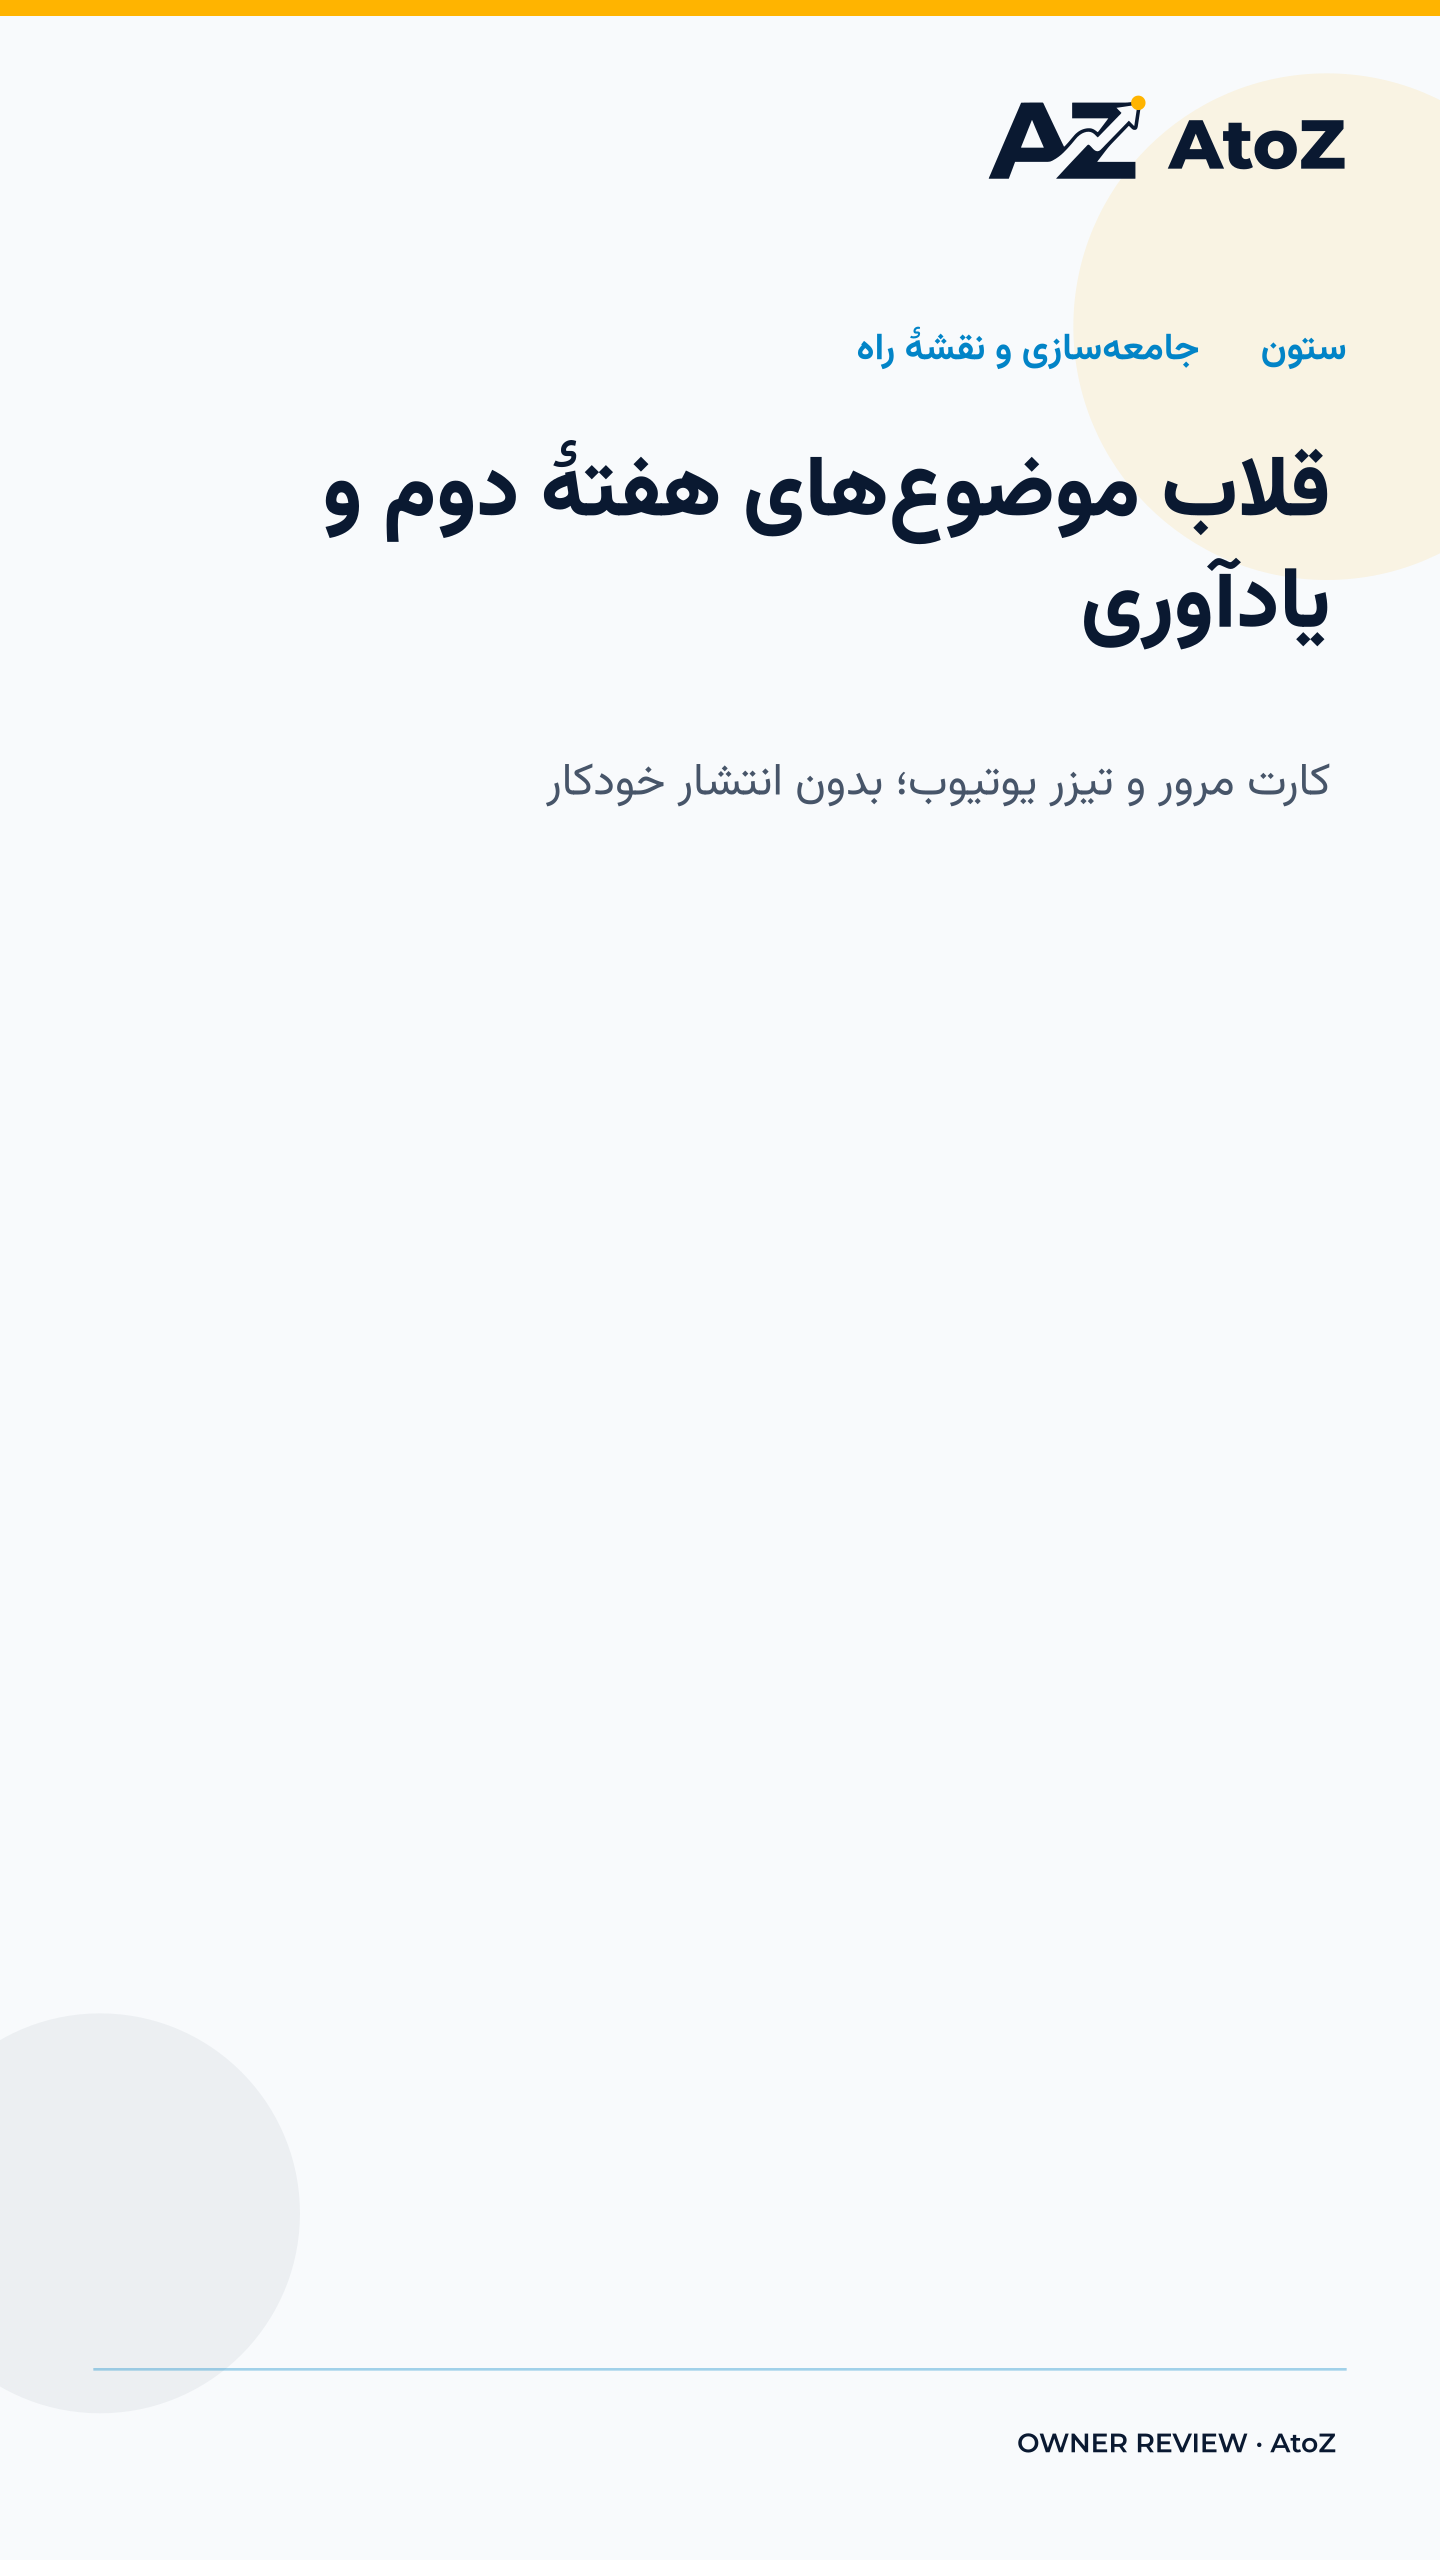 AZ AtoZ
ستون جامعه‌سازی و نقشهٔ راه
قلاب موضوع‌های هفتهٔ دوم و
یادآوری
کارت مرور و تیزر یوتیوب؛ بدون انتشار خودکار
OWNER REVIEW · AtoZ